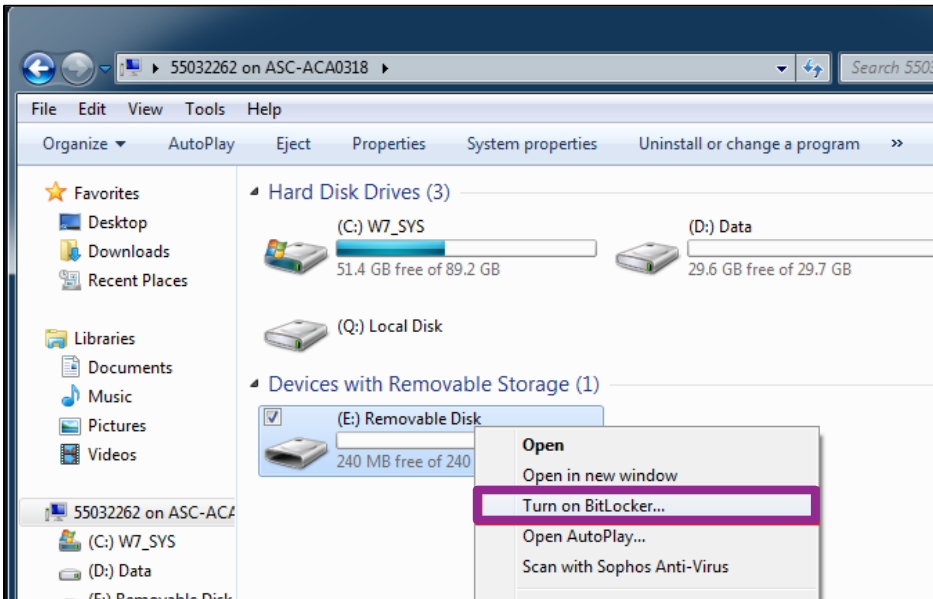 55032262 on ASC-ACA0318
Search 550
File Edit View Tools Help
Organize AutoPlay Eject Properties System properties Uninstall or change a program »
Favorites
Desktop
Downloads
Recent Places
Libraries
Documents
Music
Pictures
Videos
55032262 on ASC-ACA
(C:) W7_SYS
(D:) Data
(E:) Removable Disk
Hard Disk Drives (3)
(C:) W7_SYS
51.4 GB free of 89.2 GB
(D:) Data
29.6 GB free of 29.7 GB
(Q:) Local Disk
Devices with Removable Storage (1)
(E:) Removable Disk
240 MB free of 240
Open
Open in new window
Turn on BitLocker...
Open AutoPlay...
Scan with Sophos Anti-Virus